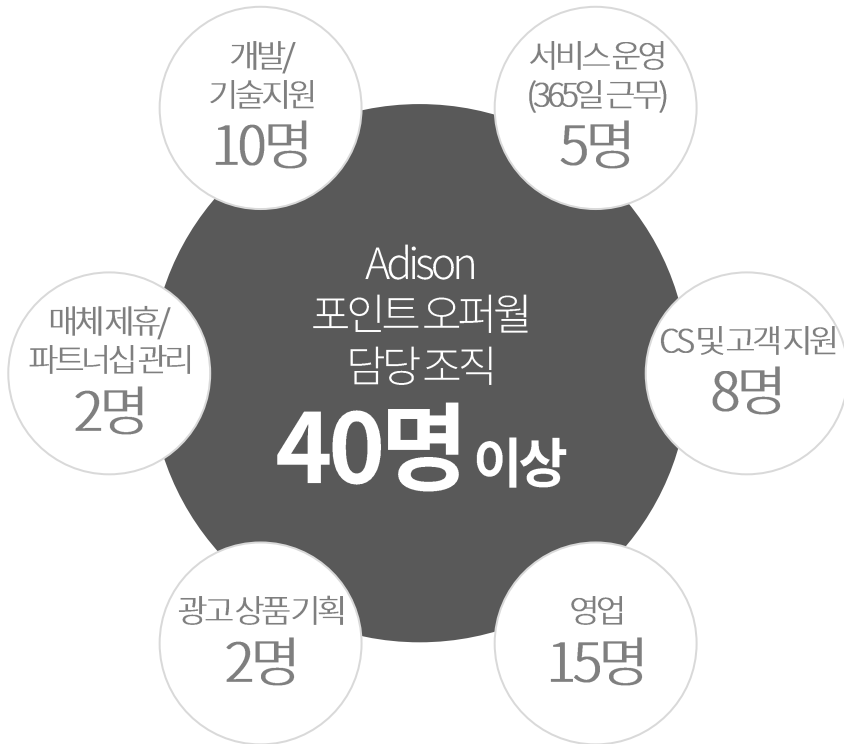 개발/
기술지원
10명
서비스 운영
(365일 근무)
5명
Adison
포인트 오퍼월
담당 조직
40명 이상
매체 제휴/
파트너십 관리
2명
CS 및 고객 지원
8명
광고 상품 기획
2명
영업
15명